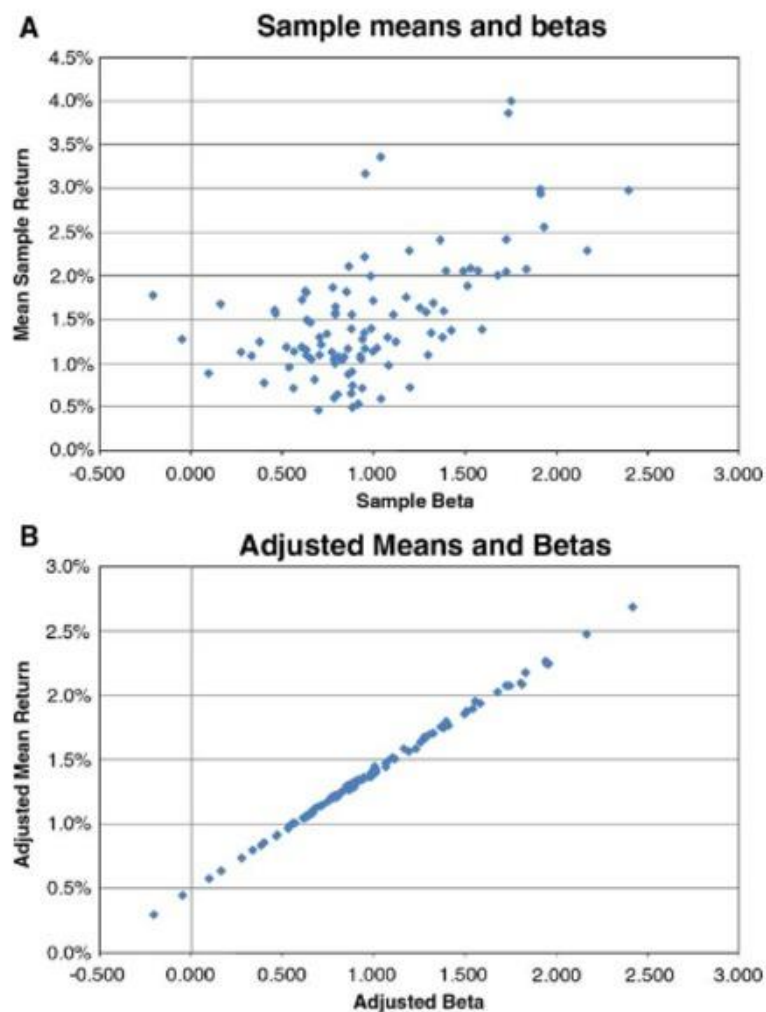 A
Sample means and betas
4.5%
4.0%
3.5%
3.0%
2.5%
2.0%
1.5%
1.0%
0.5%
0.0%
Mean Sample Return
-0.500 0.000 0.500 1.000 1.500 2.000 2.500 3.000
Sample Beta
B
Adjusted Means and Betas
3.0%
2.5%
2.0%
1.5%
1.0%
0.5%
0.0%
Adjusted Mean Return
-0.500 0.000 0.500 1.000 1.500 2.000 2.500 3.000
Adjusted Beta